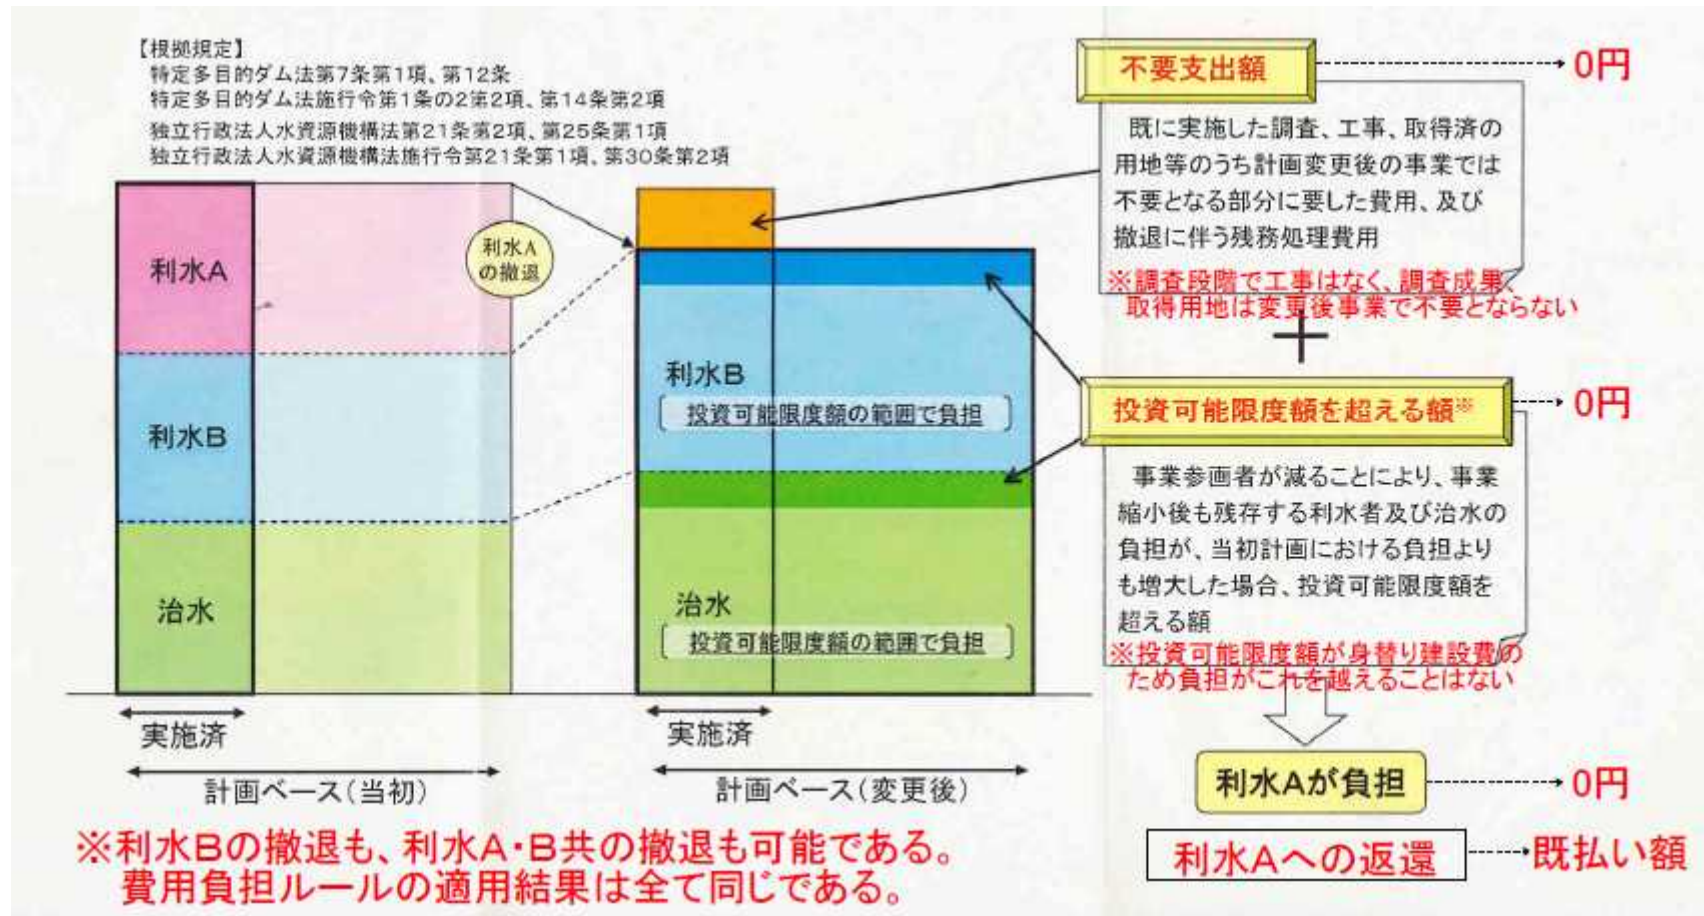 【根拠規定】
特定多目的ダム法第7条第1項、第12条
特定多目的ダム法施行令第1条の2第2項、第14条第2項
独立行政法人水資源機構法第21条第2項、第25条第1項
独立行政法人水資源機構法施行令第21条第1項、第30条第2項
利水A
利水B
治水
利水A
の撤退
実施済
計画ベース（当初）
利水B
投資可能限度額の範囲で負担
治水
投資可能限度額の範囲で負担
実施済
計画ベース（変更後）
不要支出額
0円
既に実施した調査、工事、取得済の
用地等のうち計画変更後の事業では
不要となる部分に要した費用、及び
撤退に伴う残務処理費用
※調査段階で工事はなく、調査成果、
取得用地は変更後事業で不要とならない
＋
投資可能限度額を超える額※
0円
事業参画者が減ることにより、事業
縮小後も残存する利水者及び治水の
負担が、当初計画における負担より
も増大した場合、投資可能限度額を
超える額
※投資可能限度額が身替り建設費の
ため負担がこれを越えることはない
利水Aが負担
0円
利水Aへの返還
既払い額
※利水Bの撤退も、利水A・B共の撤退も可能である。
費用負担ルールの適用結果は全て同じである。